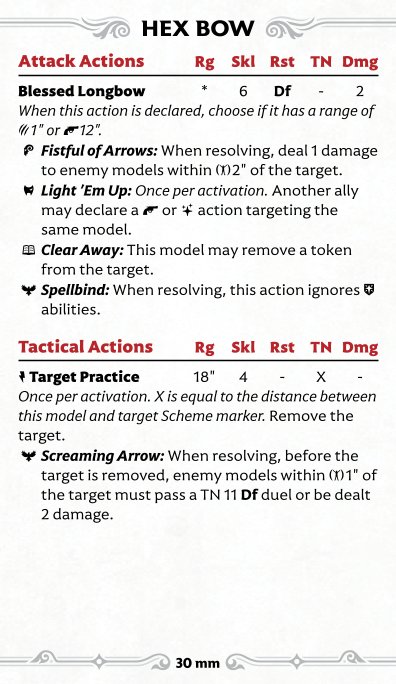 HEX BOW
Attack Actions Rg Skl Rst TN Dmg
Blessed Longbow * 6 Df - 2
When this action is declared, choose if it has a range of
1" or 12".
Fistful of Arrows: When resolving, deal 1 damage
to enemy models within 2" of the target.
Light 'Em Up: Once per activation. Another ally
may declare a or action targeting the
same model.
Clear Away: This model may remove a token
from the target.
Spellbind: When resolving, this action ignores
abilities.
Tactical Actions Rg Skl Rst TN Dmg
Target Practice 18" 4 - X -
Once per activation. X is equal to the distance between
this model and target Scheme marker. Remove the
target.
Screaming Arrow: When resolving, before the
target is removed, enemy models within 1" of
the target must pass a TN 11 Df duel or be dealt
2 damage.
30 mm